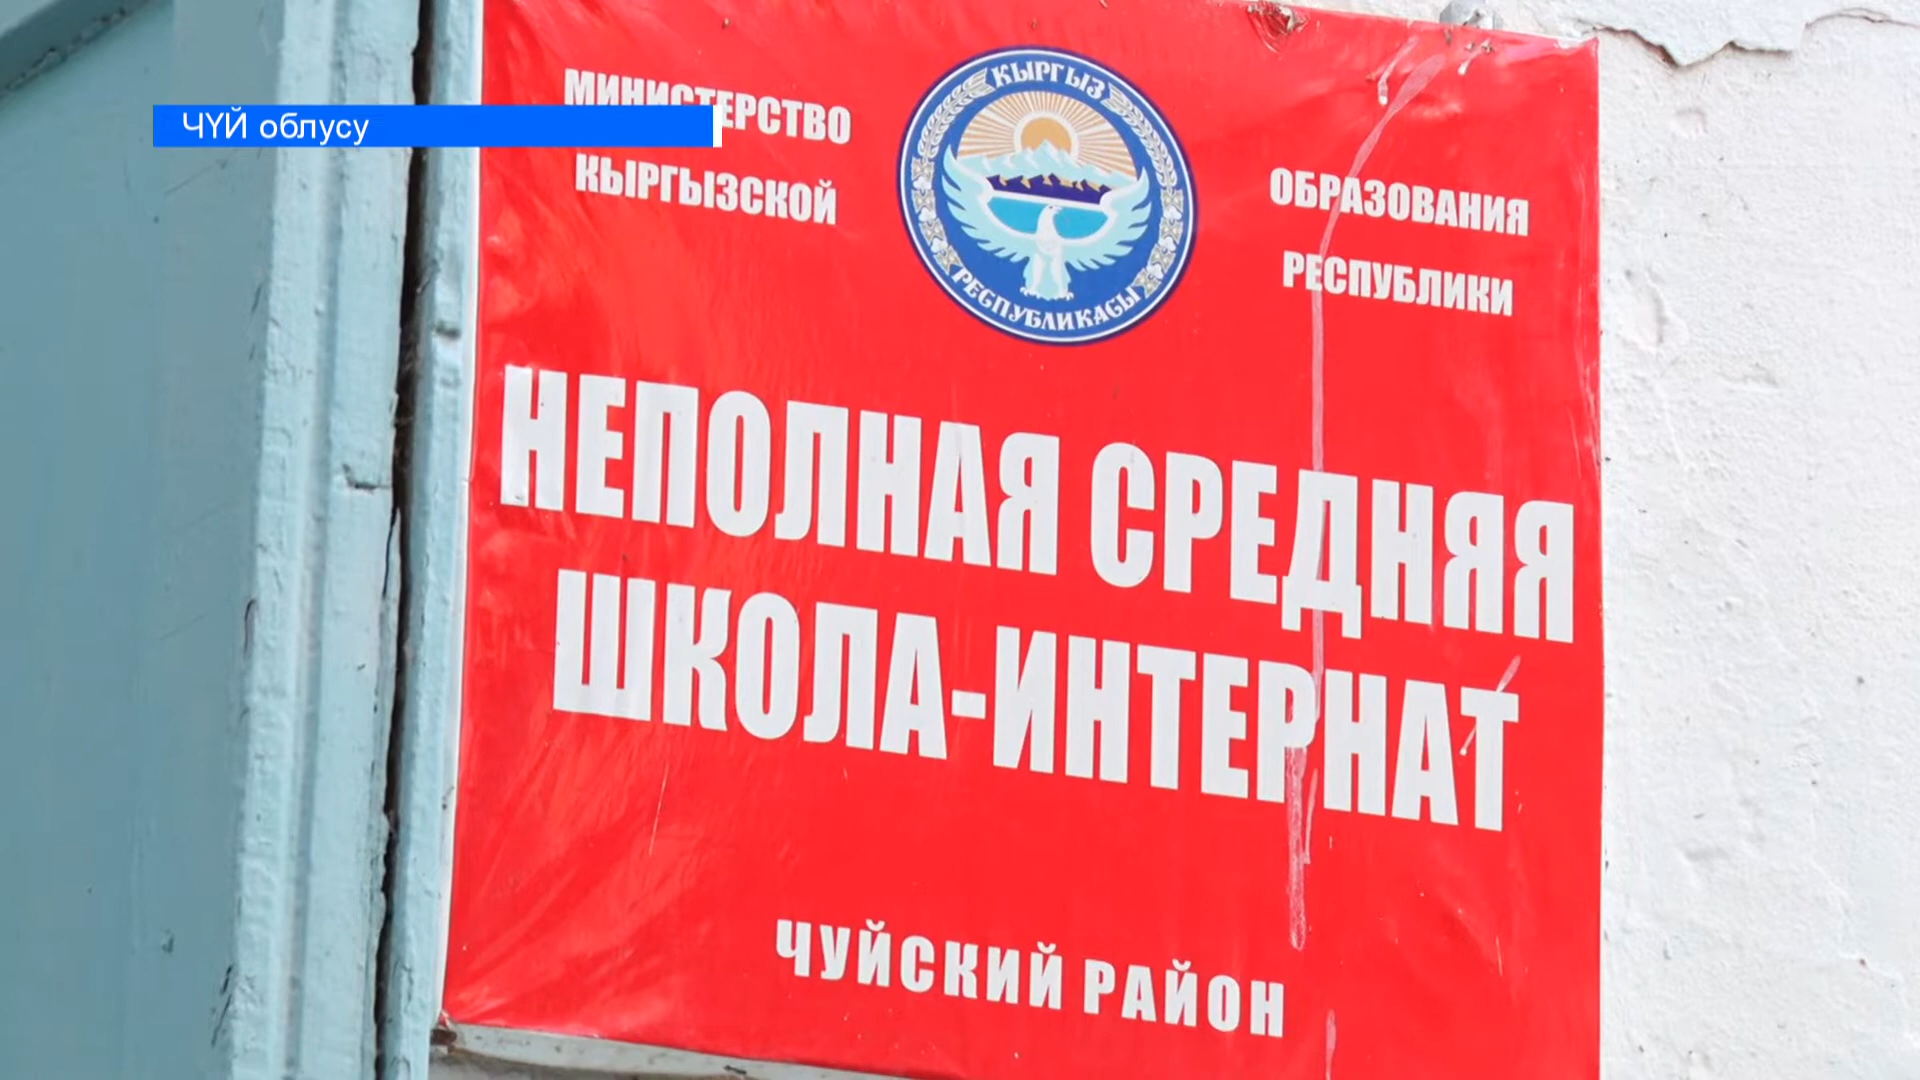 ЧҮЙ облусу
МИНИСТЕРСТВО
КЫРГЫЗСКОЙ
КЫРГЫЗ
РЕСПУБЛИКАСЫ
ОБРАЗОВАНИЯ
РЕСПУБЛИКИ
НЕПОЛНАЯ СРЕДНЯЯ
ШКОЛА-ИНТЕРНАТ
ЧУЙСКИЙ РАЙОН